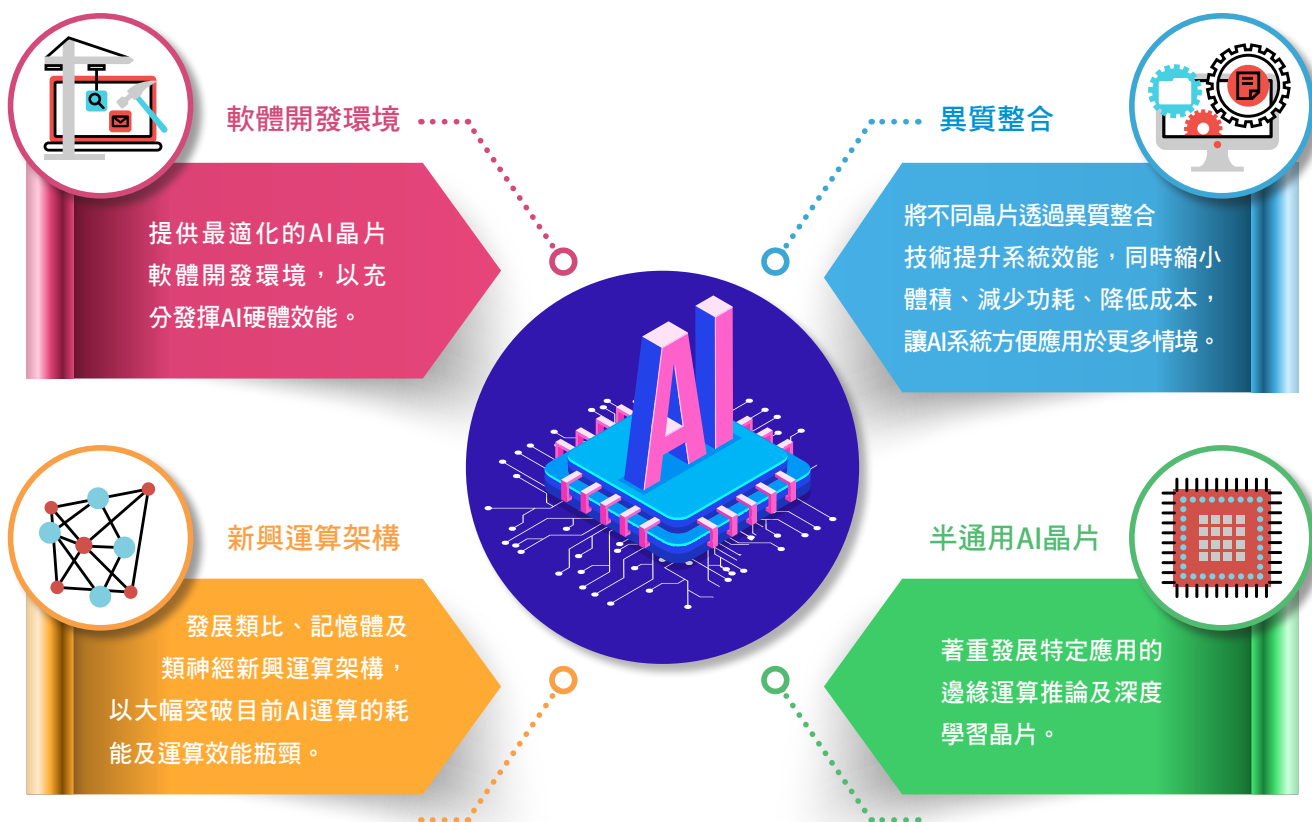 軟體開發環境
提供最適化的AI晶片
軟體開發環境，以充
分發揮AI硬體效能。
異質整合
將不同晶片透過異質整合
技術提升系統效能，同時縮小
體積、減少功耗、降低成本，
讓AI系統方便應用於更多情境。
AI
新興運算架構
發展類比、記憶體及
類神經新興運算架構，
以大幅突破目前AI運算的耗
能及運算效能瓶頸。
半通用AI晶片
著重發展特定應用的
邊緣運算推論及深度
學習晶片。